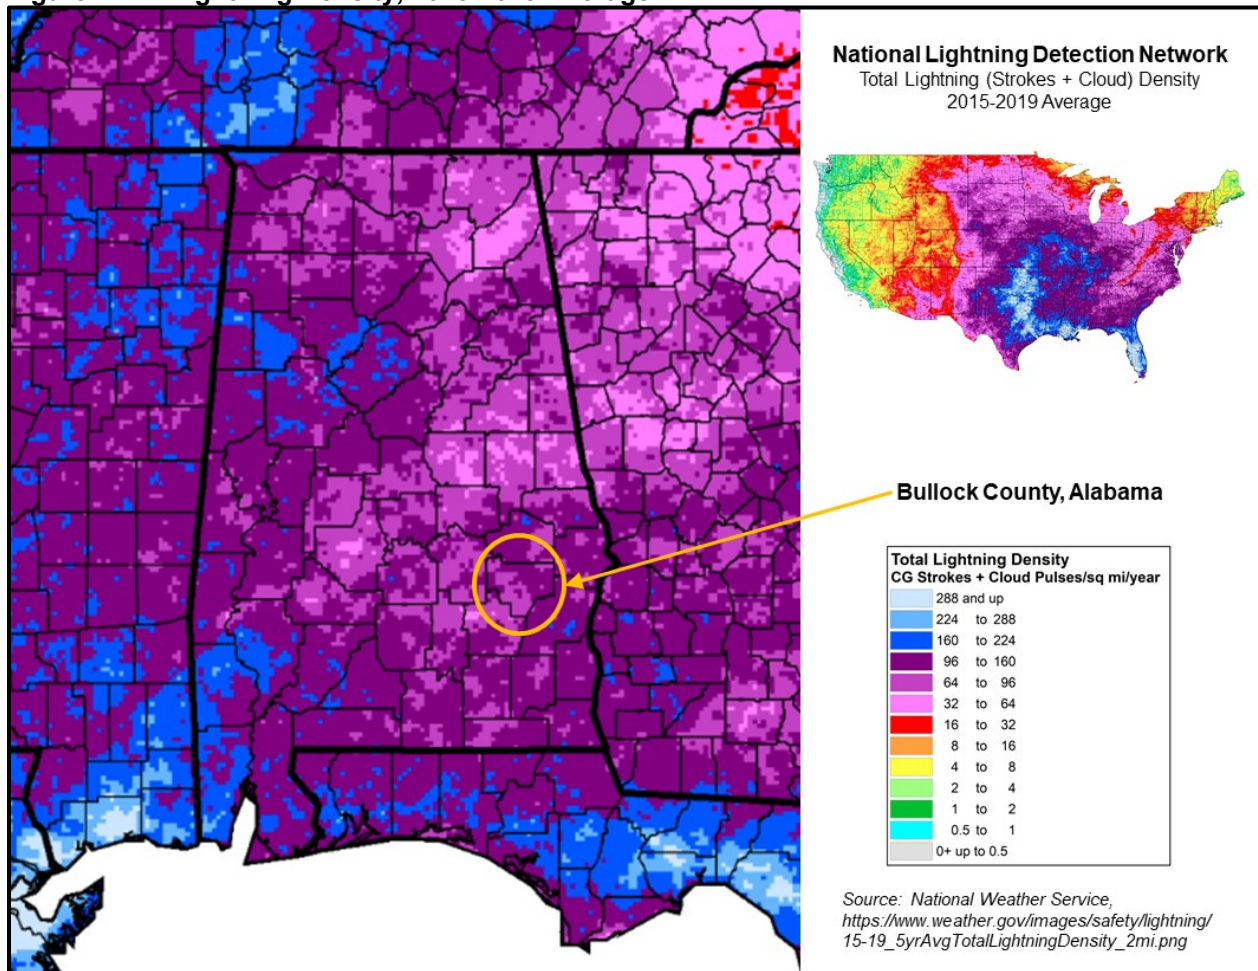 National Lightning Detection Network
Total Lightning (Strokes + Cloud) Density
2015-2019 Average
Bullock County, Alabama
Total Lightning Density
CG Strokes + Cloud Pulses/sq mi/year
288 and up
224 to 288
160 to 224
96 to 160
64 to 96
32 to 64
16 to 32
8 to 16
4 to 8
2 to 4
1 to 2
0.5 to 1
0+ up to 0.5
Source: National Weather Service,
https://www.weather.gov/images/safety/lightning/
15-19_5yrAvgTotalLightningDensity_2mi.png